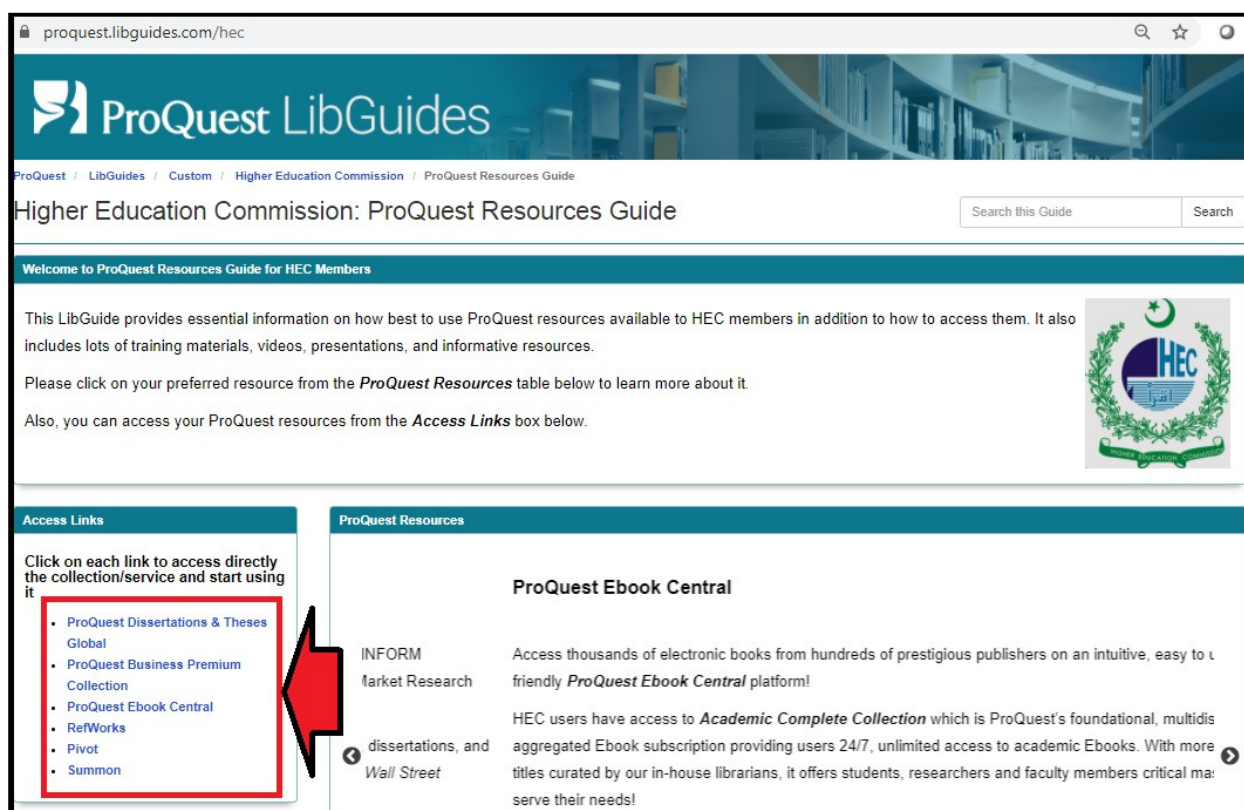 proquest.libguides.com/hec
ProQuest LibGuides
ProQuest / LibGuides / Custom / Higher Education Commission / ProQuest Resources Guide
Higher Education Commission: ProQuest Resources Guide
Search this Guide
Search
Welcome to ProQuest Resources Guide for HEC Members
This LibGuide provides essential information on how best to use ProQuest resources available to HEC members in addition to how to access them. It also
includes lots of training materials, videos, presentations, and informative resources.
Please click on your preferred resource from the ProQuest Resources table below to learn more about it.
Also, you can access your ProQuest resources from the Access Links box below.
HEC
اقرأ
HIGHER EDUCATION COMMISSION
Access Links
Click on each link to access directly
the collection/service and start using
it
ProQuest Dissertations & Theses
Global
ProQuest Business Premium
Collection
ProQuest Ebook Central
RefWorks
Pivot
Summon
ProQuest Resources
INFORM
Market Research
dissertations, and
Wall Street
ProQuest Ebook Central
Access thousands of electronic books from hundreds of prestigious publishers on an intuitive, easy to
friendly ProQuest Ebook Central platform!
HEC users have access to Academic Complete Collection which is ProQuest's foundational, multidis
aggregated Ebook subscription providing users 24/7, unlimited access to academic Ebooks. With more
titles curated by our in-house librarians, it offers students, researchers and faculty members critical
serve their needs!